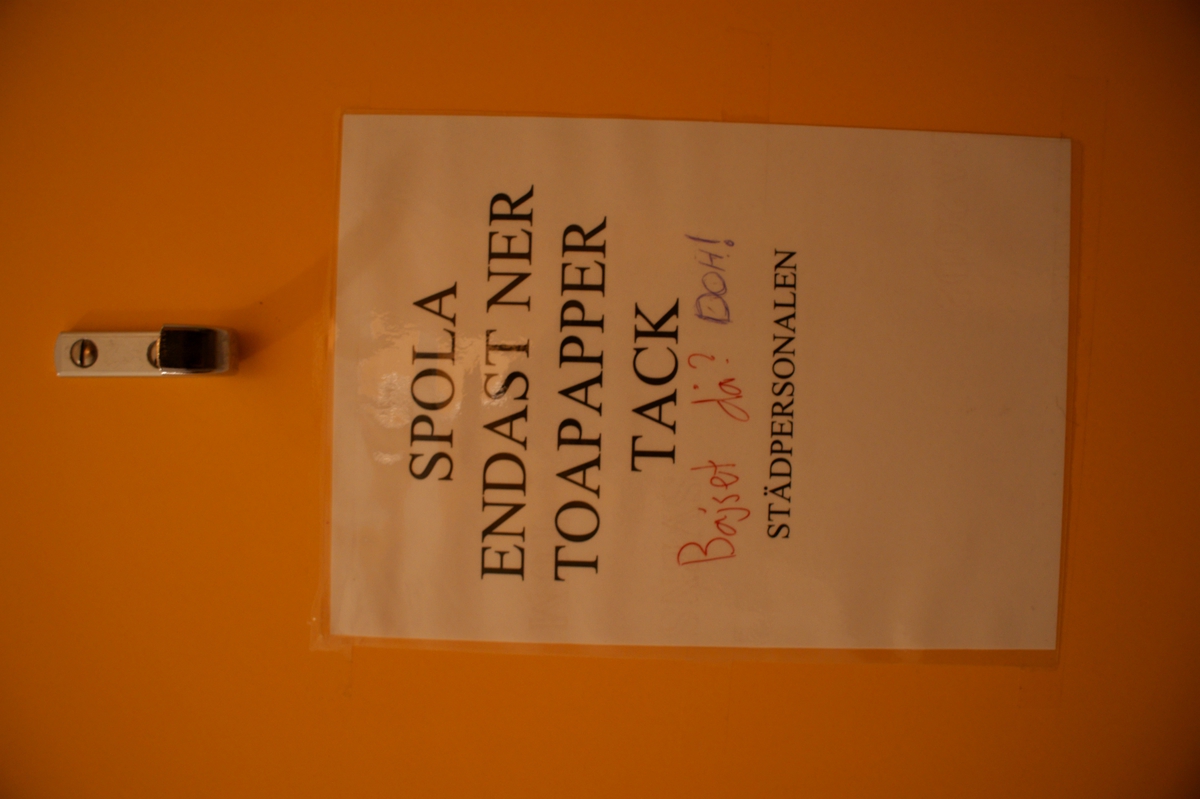 SPOLA
ENDAST NER
TOAPAPPER
TACK
Bajset då? DOH!
STÄDPERSONALEN